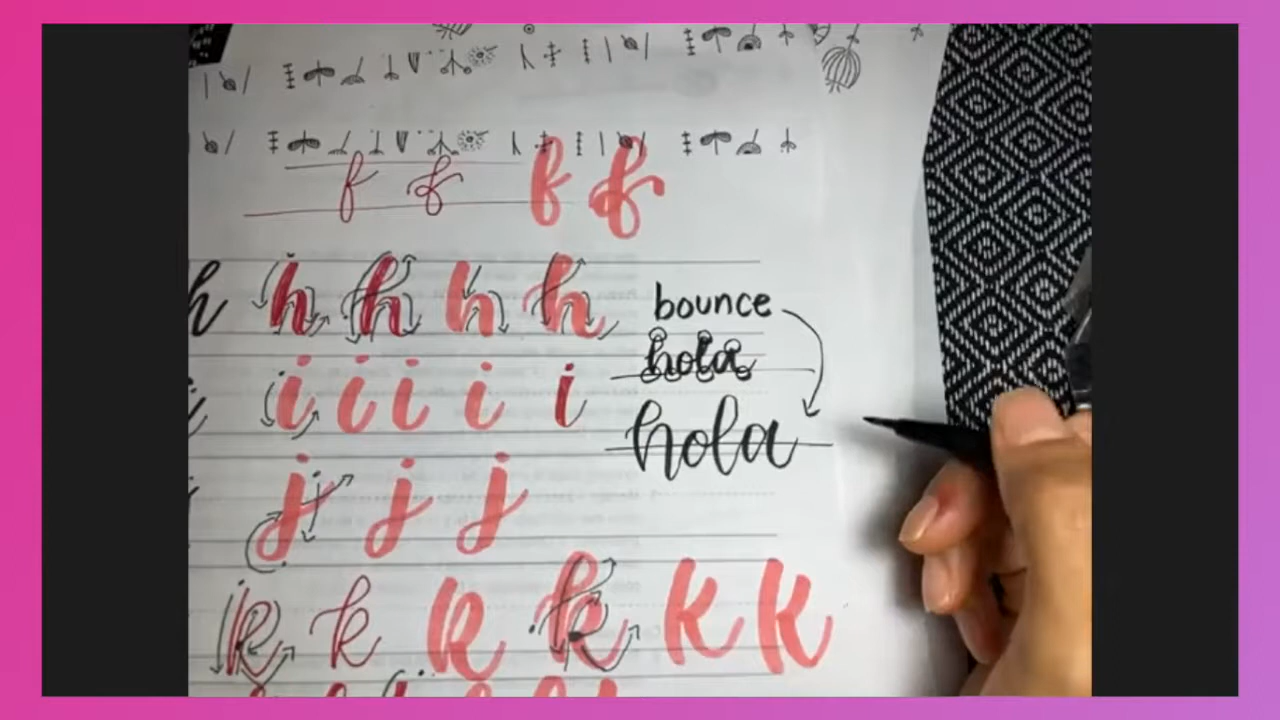 f f f f
h h h h h
bounce
hola
i i i i i
hola
j j j
k k k k k k